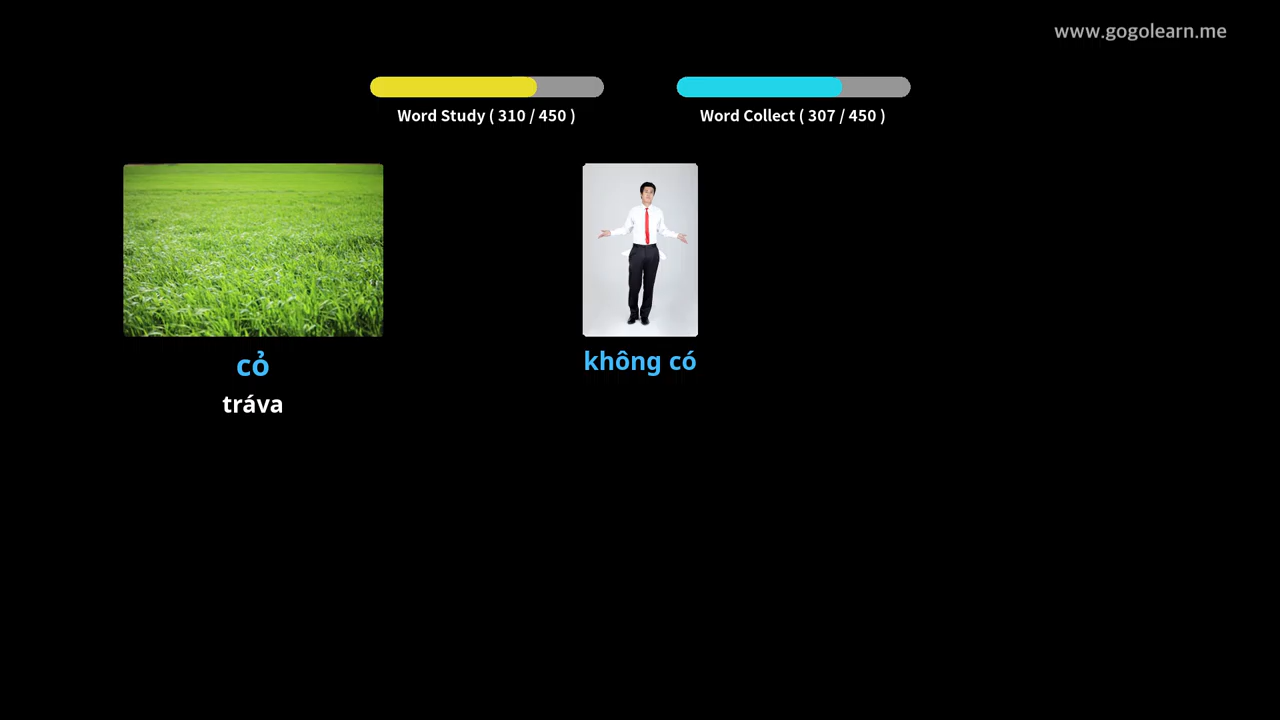 www.gogolearn.me
Word Study ( 310 / 450 )
Word Collect ( 307 / 450 )
cỏ
tráva
không có